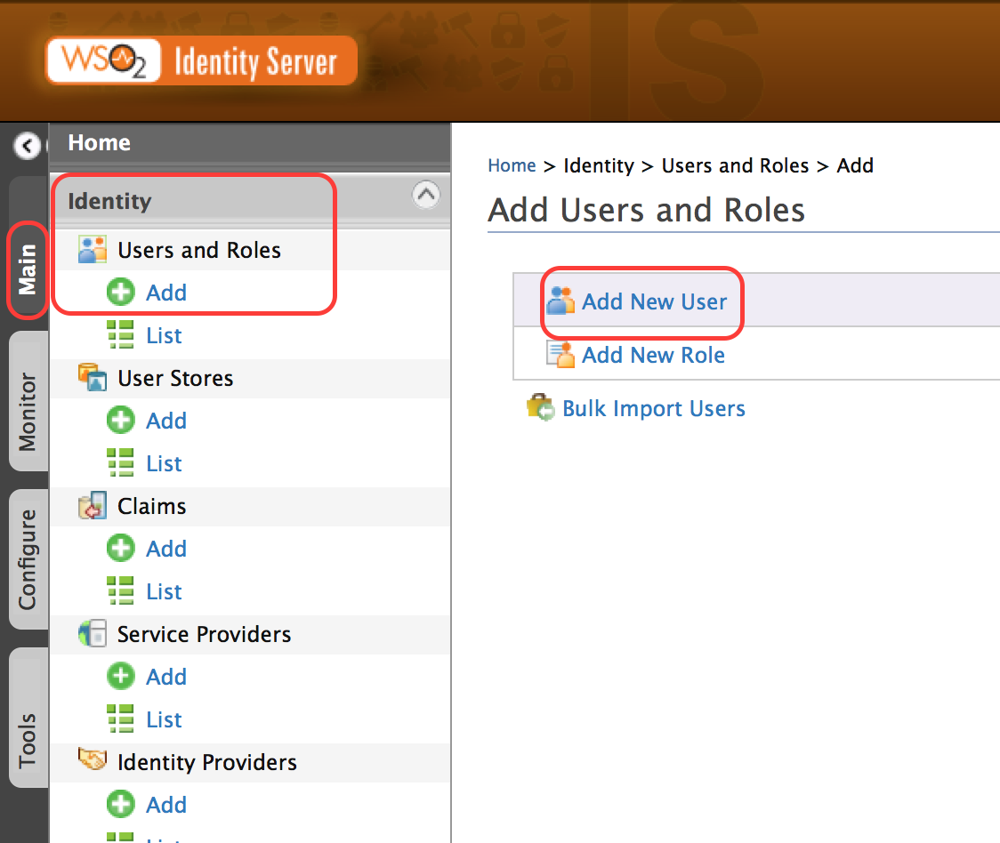 WSO2 Identity Server
IS
Home
Identity
Users and Roles
Add
List
User Stores
Add
List
Claims
Add
List
Service Providers
Add
List
Identity Providers
Add
Main
Monitor
Configure
Tools
Home > Identity > Users and Roles > Add
Add Users and Roles
Add New User
Add New Role
Bulk Import Users